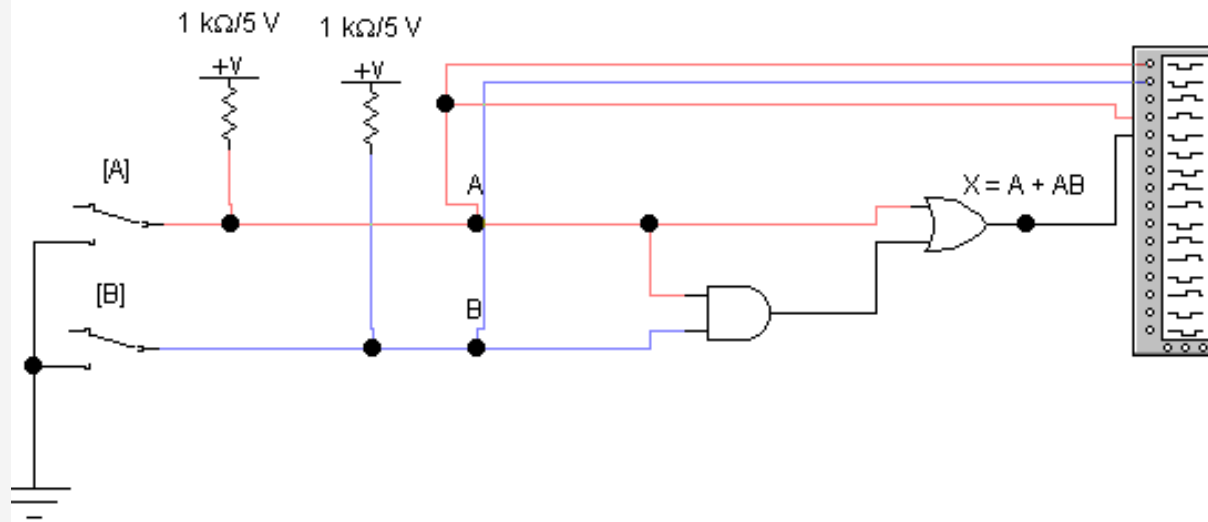 1 kΩ/5 V
1 kΩ/5 V
+V
+V
[A]
A
X = A + AB
[B]
B